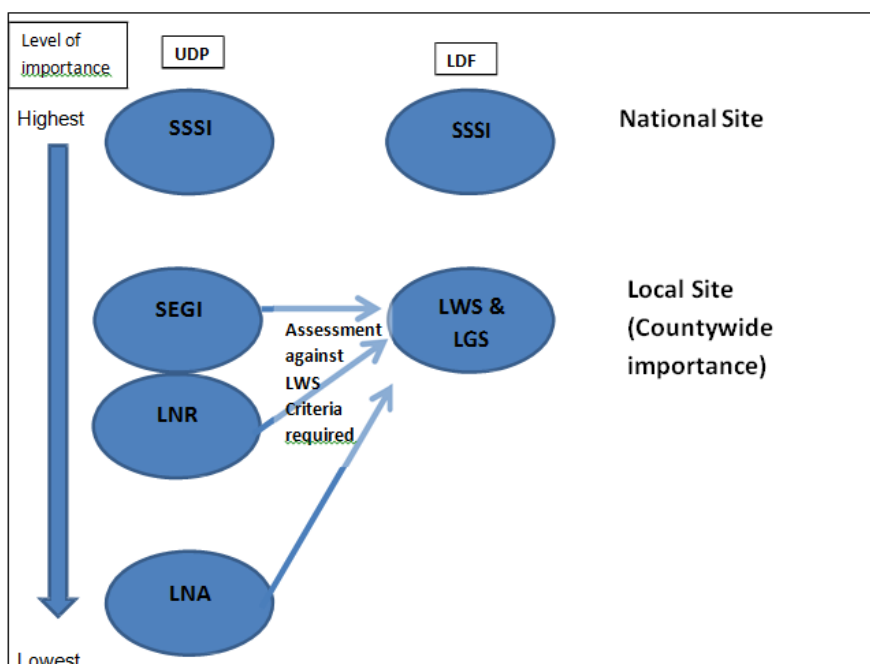 Level of
importance
UDP
LDF
Highest
SSSI
SSSI
National Site
SEGI
LWS &
LGS
Local Site
(Countywide
importance)
Assessment
against
LWS
Criteria
required
LNR
LNA
Lowest